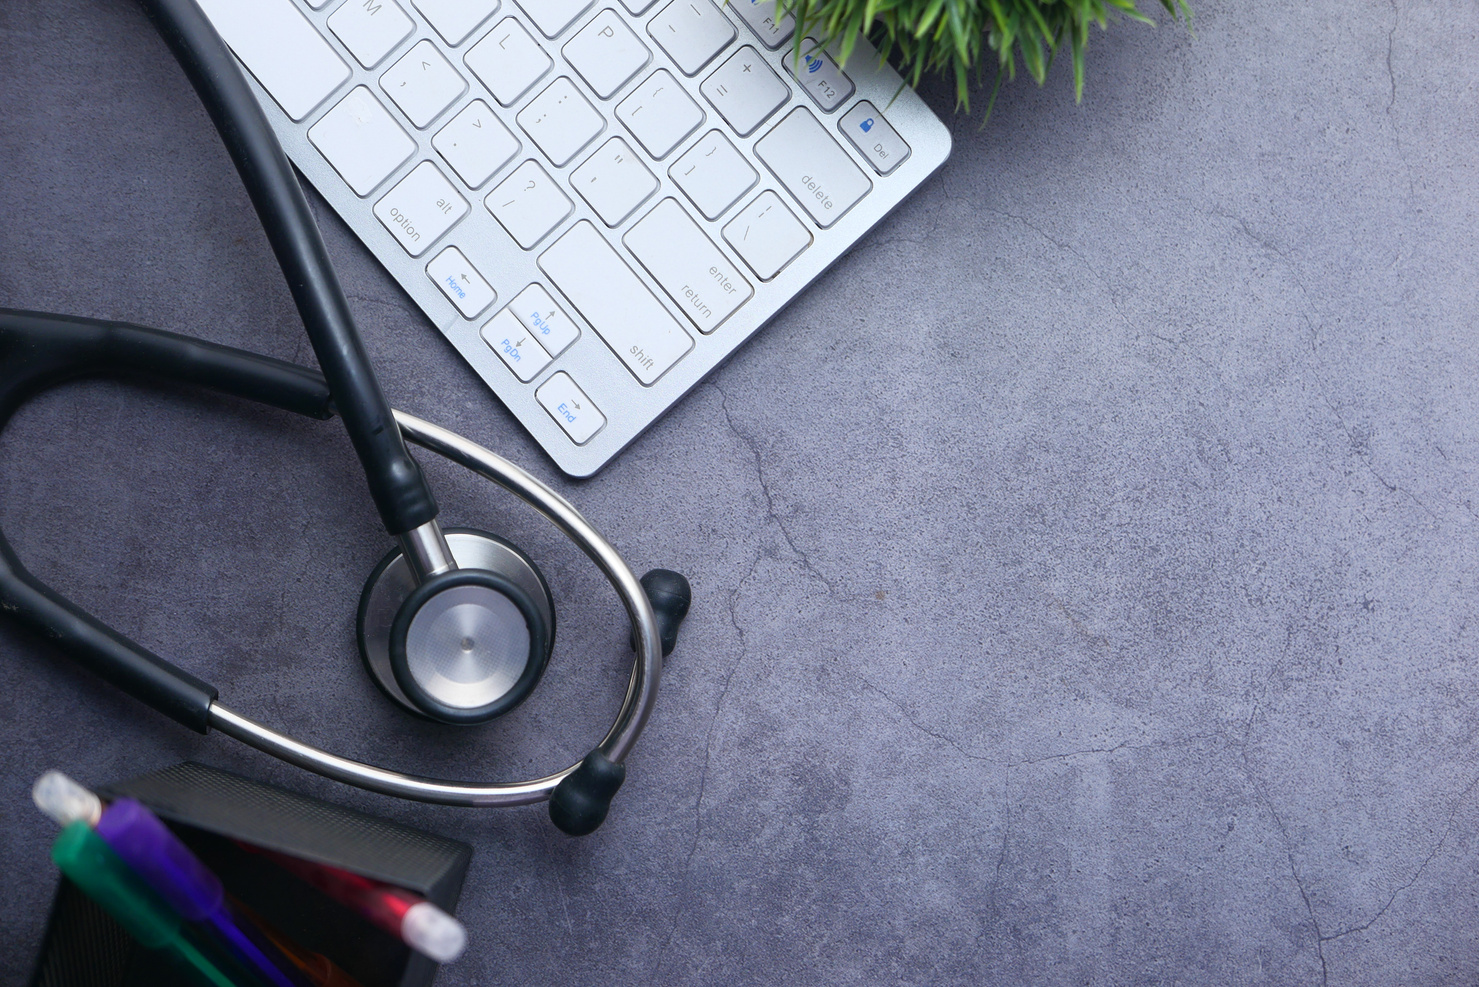 M
L
P
-
F11
< ,
: ;
{ [
+ =
F12
> .
" '
} ]
delete
Del
alt
option
? /
enter
return
| \
Home
PgUp
PgDn
shift
End